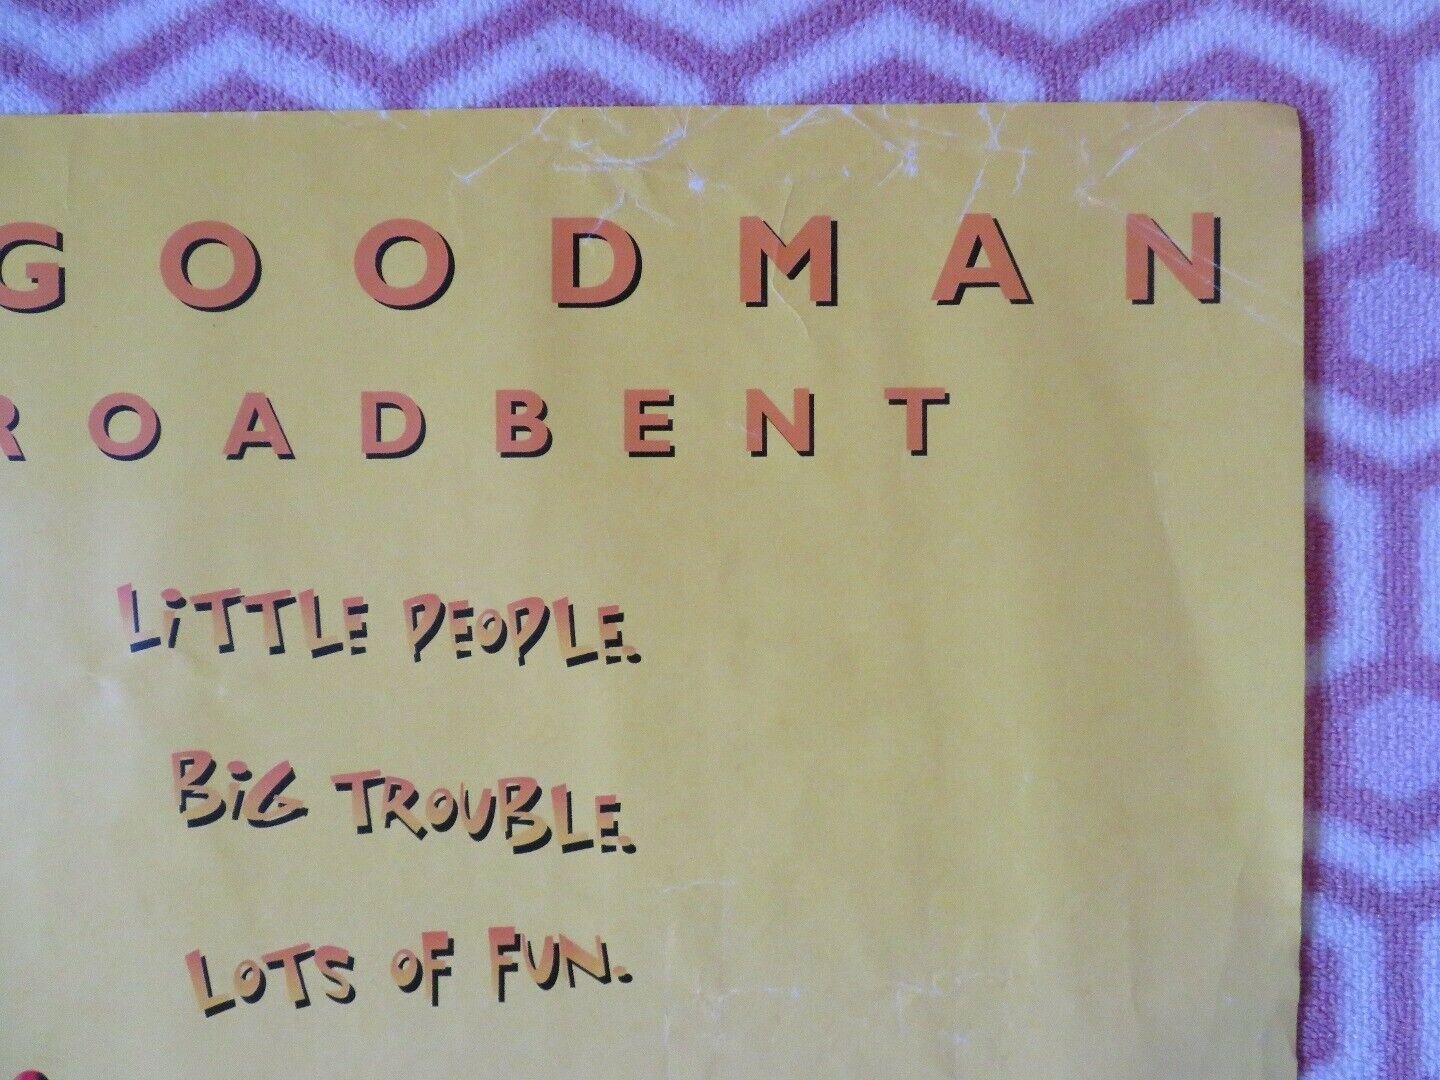 GOODMAN
ROADBENT
LiTTLE PEOPLE.
BiG TROUBLE.
LOTS OF FUN.